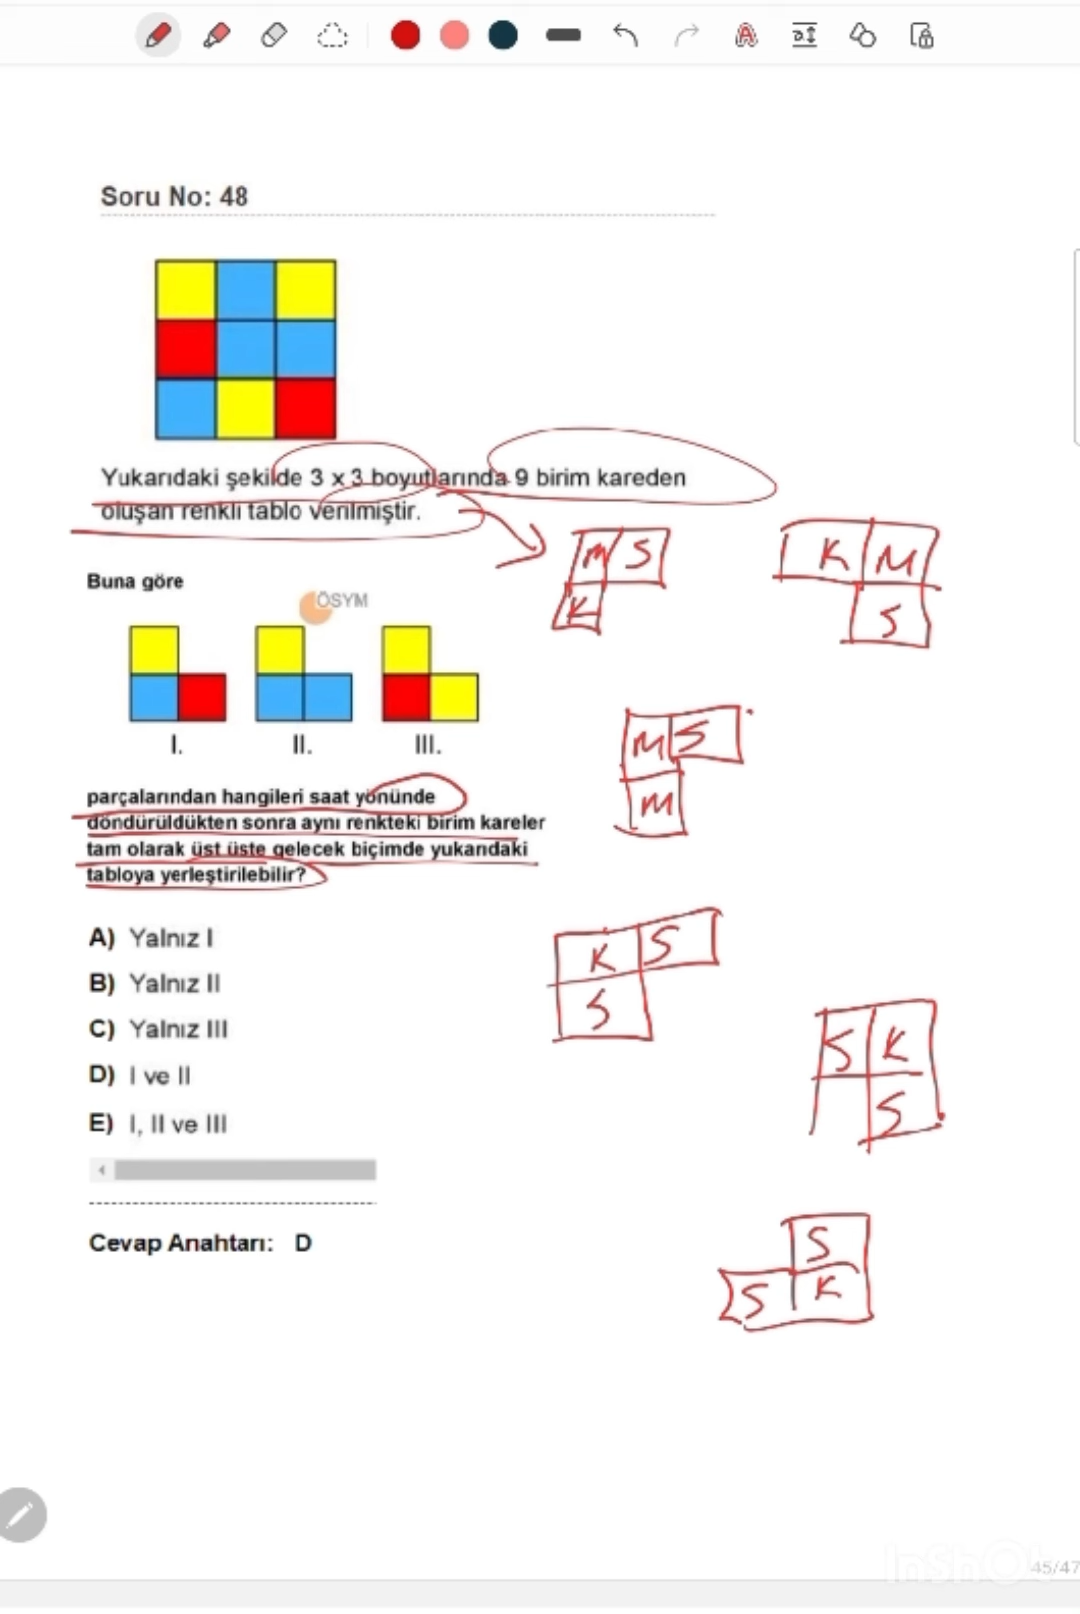 Soru No: 48
Yukarıdaki şekilde 3 x 3 boyutlarında 9 birim kareden
oluşan renkli tablo verilmiştir.
M S
K
K M
S
Buna göre
ÖSYM
I. II. III.
M S
M
parçalarından hangileri saat yönünde
döndürüldükten sonra aynı renkteki birim kareler
tam olarak üst üste gelecek biçimde yukarıdaki
tabloya yerleştirilebilir?
A) Yalnız I
B) Yalnız II
C) Yalnız III
D) I ve II
E) I, II ve III
K S
S
S K
S
Cevap Anahtarı: D
S
S K
InShOt
45/47